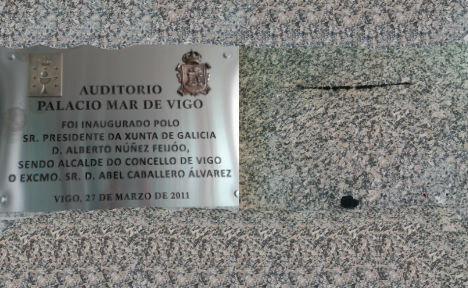 AUDITORIO
PALACIO MAR DE VIGO
FOI INAUGURADO POLO
SR. PRESIDENTE DA XUNTA DE GALICIA
D. ALBERTO NÚÑEZ FEIJÓO,
SENDO ALCALDE DO CONCELLO DE VIGO
O EXCMO. SR. D. ABEL CABALLERO ÁLVAREZ
VIGO, 27 DE MARZO DE 2011